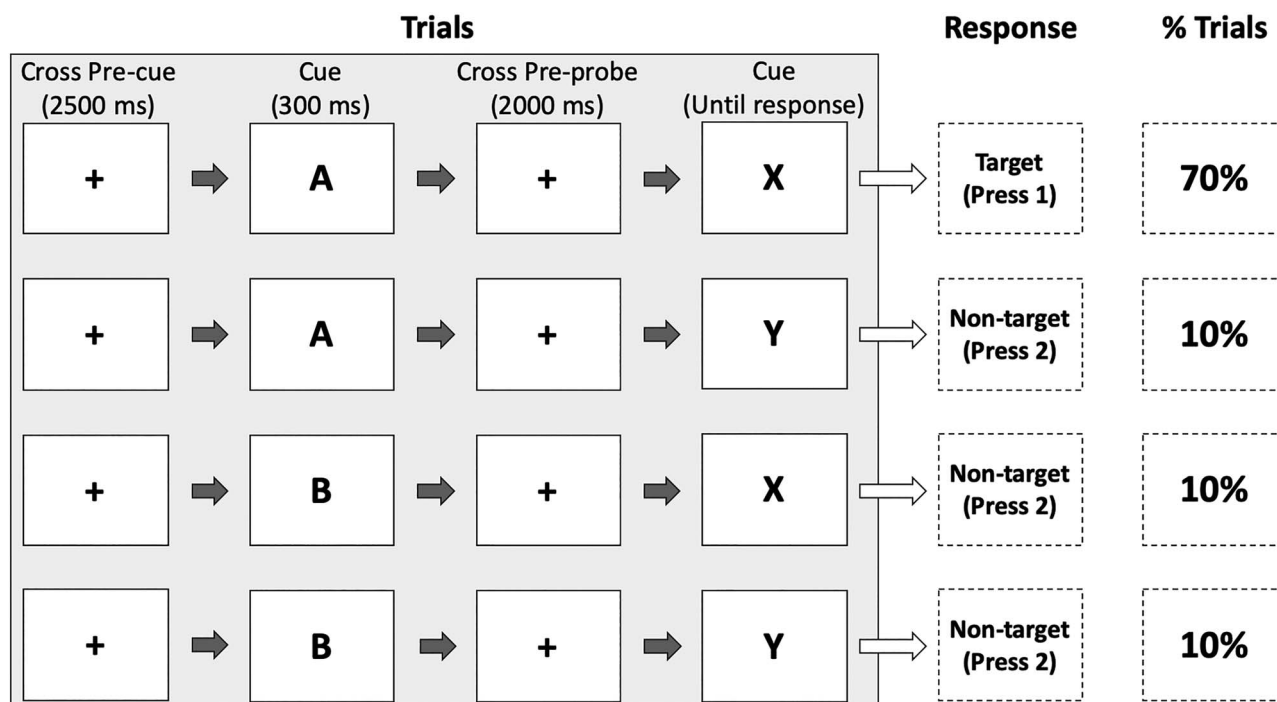 Trials Response % Trials
Cross Pre-cue Cue Cross Pre-probe Cue
(2500 ms) (300 ms) (2000 ms) (Until response)
+ A + X Target (Press 1) 70%
+ A + Y Non-target (Press 2) 10%
+ B + X Non-target (Press 2) 10%
+ B + Y Non-target (Press 2) 10%